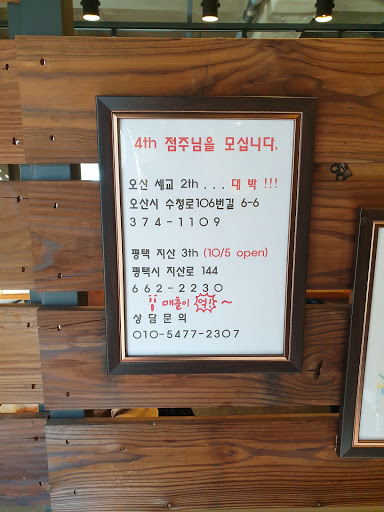 4th 점주님을 모십니다.
오산 세교 2th . . . 대 박 !!!
오산시 수청로106번길 6-6
374-1109
평택 지산 3th (10/5 open)
평택시 지산로 144
662-2230
매출이 역시 ~
상 담 문 의
010-5477-2307